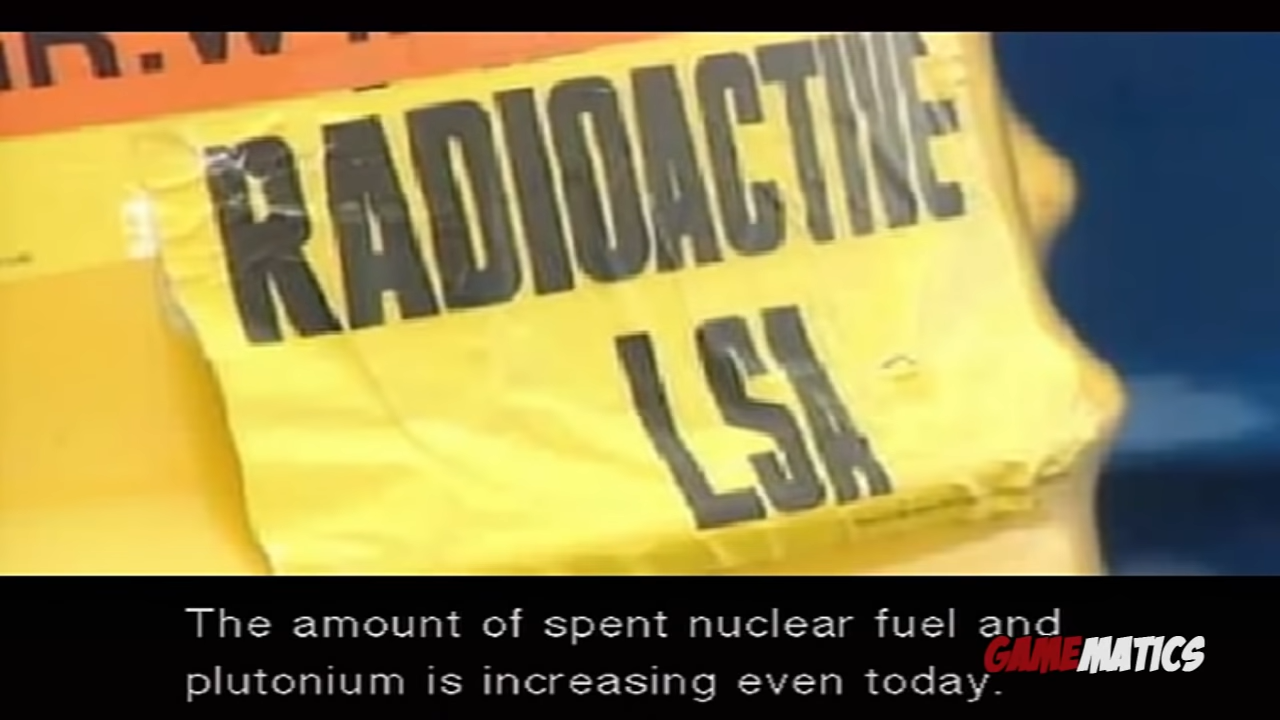 RADIOACTIVE
LSA
The amount of spent nuclear fuel and
plutonium is increasing even today.
GAMEMATICS